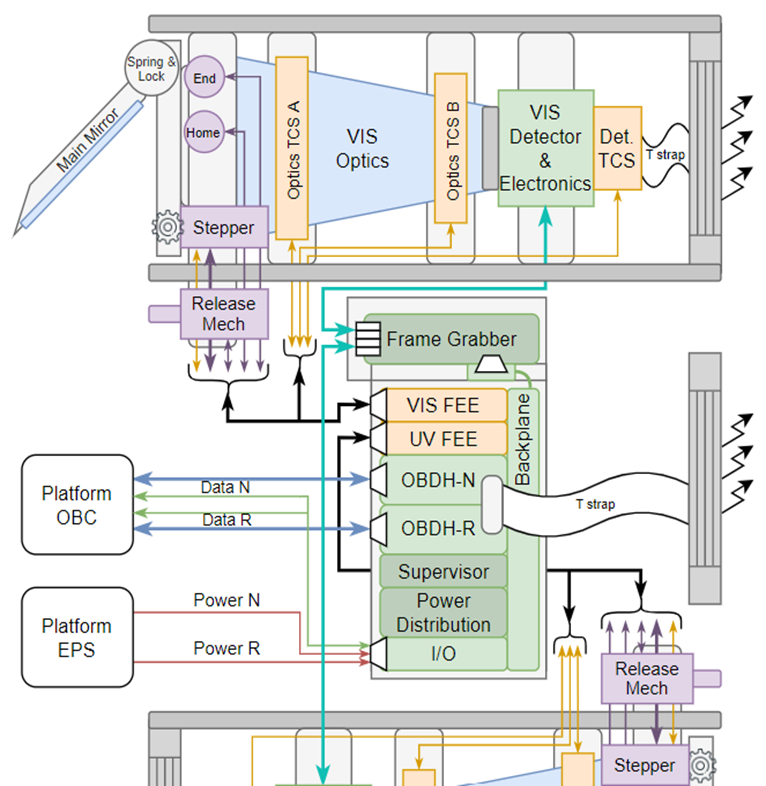 Spring &
Lock
End
Home
Main Mirror
Optics TCS A
VIS
Optics
Optics TCS B
VIS
Detector
&
Electronics
Det.
TCS
T strap
Stepper
Release
Mech
Frame Grabber
VIS FEE
UV FEE
Backplane
OBDH-N
OBDH-R
T strap
Supervisor
Power
Distribution
I/O
Platform
OBC
Data N
Data R
Platform
EPS
Power N
Power R
Release
Mech
Stepper